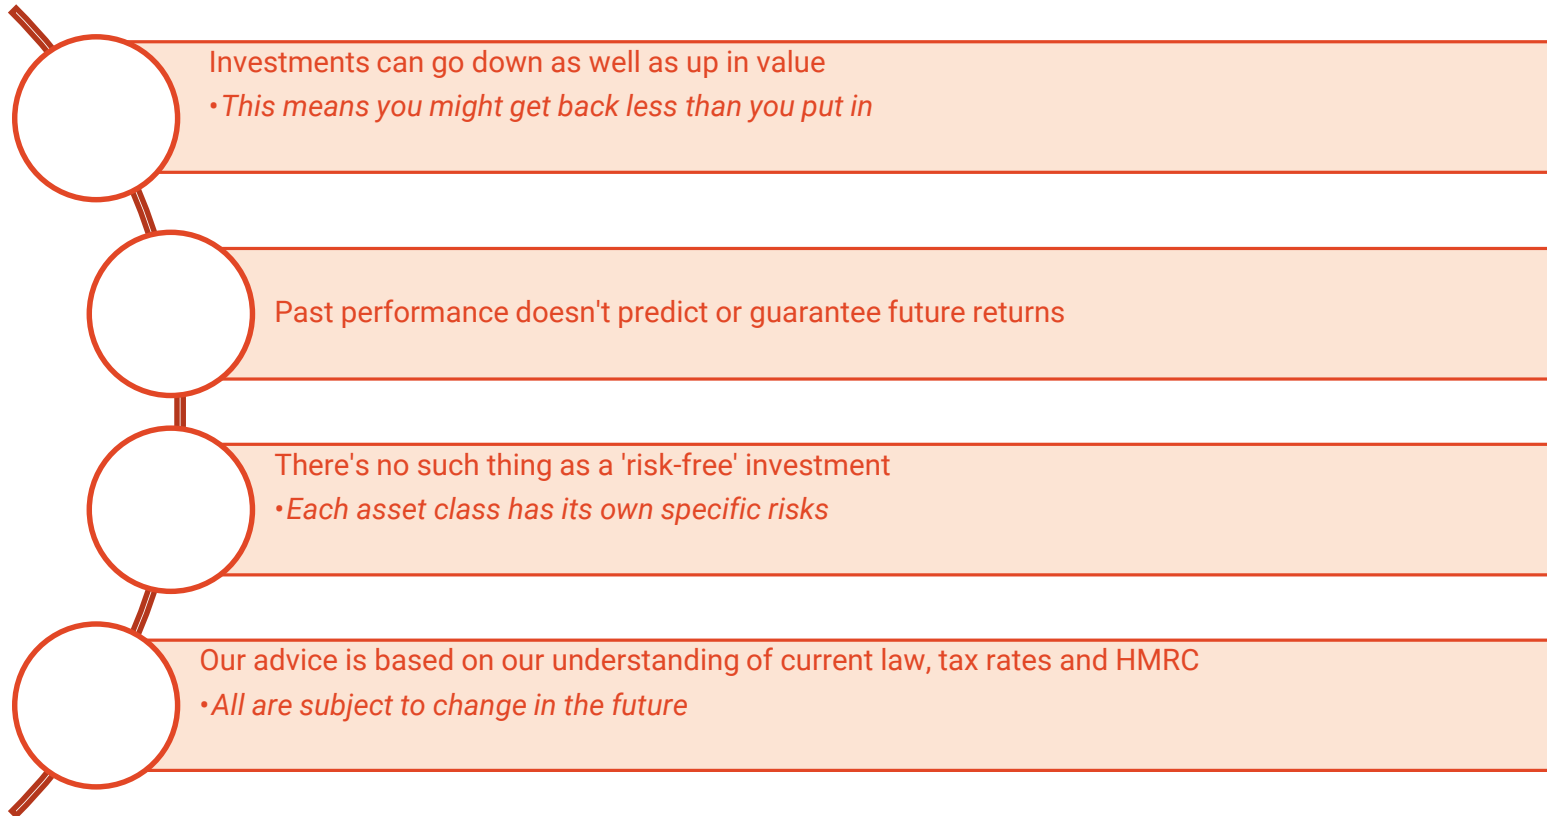 Investments can go down as well as up in value
•This means you might get back less than you put in
Past performance doesn't predict or guarantee future returns
There's no such thing as a 'risk-free' investment
•Each asset class has its own specific risks
Our advice is based on our understanding of current law, tax rates and HMRC
•All are subject to change in the future